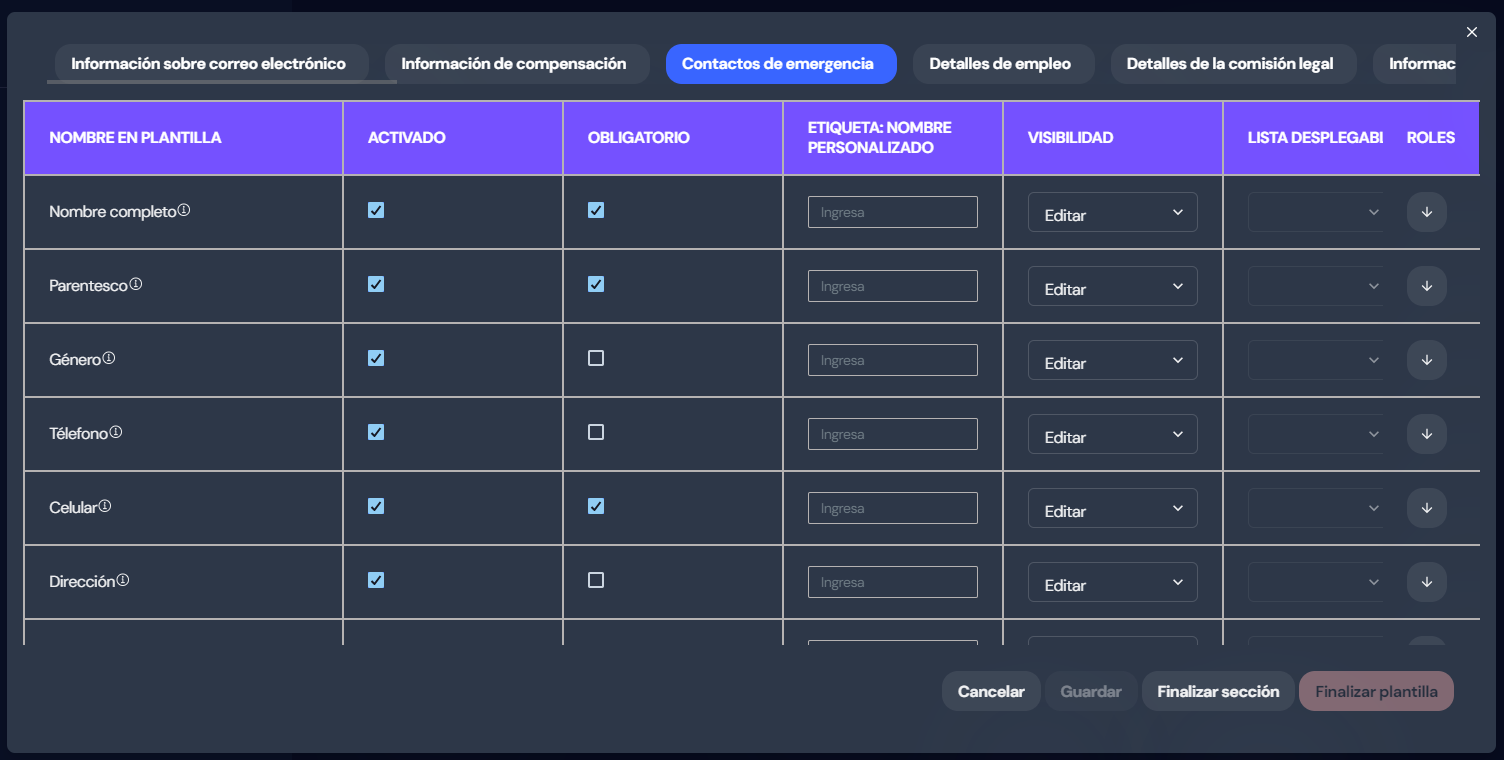 Información sobre correo electrónico
Información de compensación
Contactos de emergencia
Detalles de empleo
Detalles de la comisión legal
Informac
NOMBRE EN PLANTILLA
ACTIVADO
OBLIGATORIO
ETIQUETA: NOMBRE
PERSONALIZADO
VISIBILIDAD
LISTA DESPLEGABI
ROLES
Nombre completo
Ingresa
Editar
Parentesco
Ingresa
Editar
Género
Ingresa
Editar
Télefono
Ingresa
Editar
Celular
Ingresa
Editar
Dirección
Ingresa
Editar
Cancelar
Guardar
Finalizar sección
Finalizar plantilla